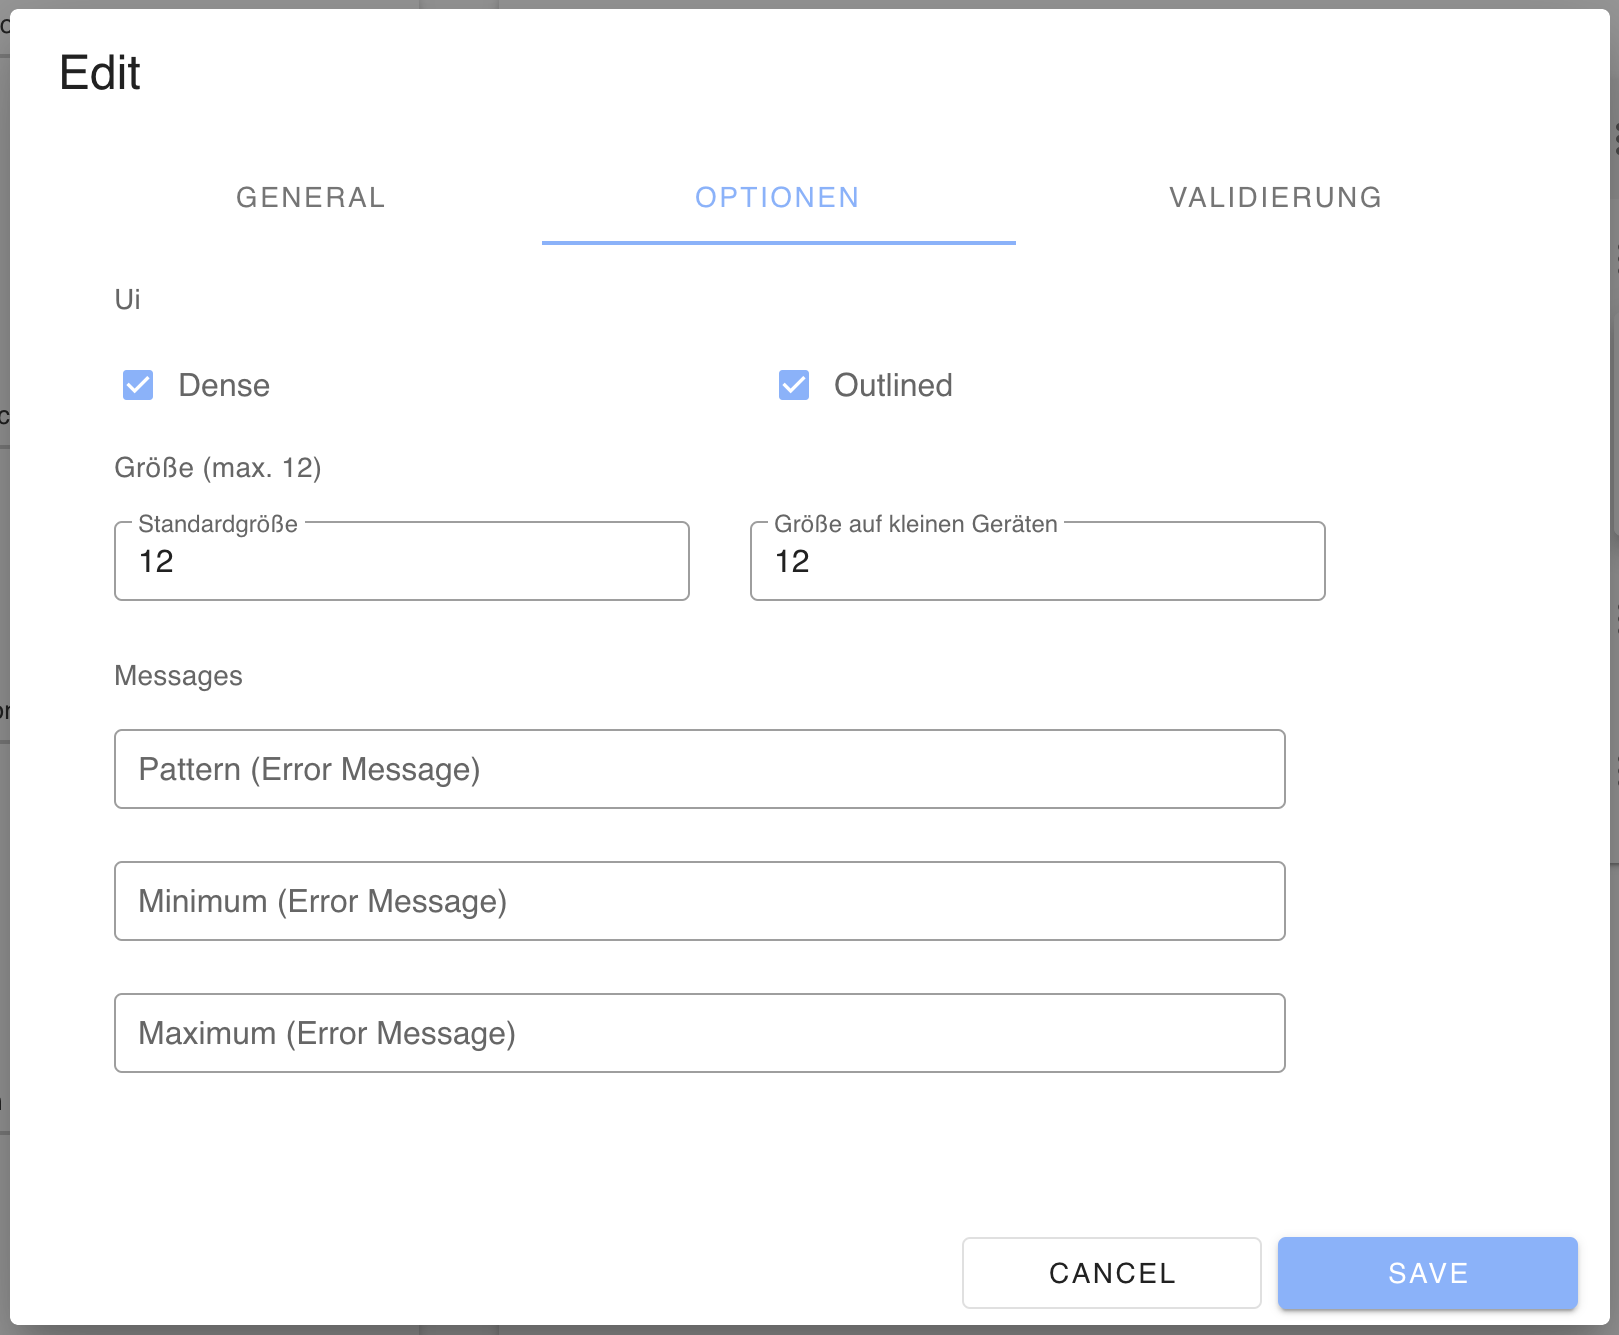 Edit
GENERAL OPTIONEN VALIDIERUNG
Ui
Dense Outlined
Größe (max. 12)
Standardgröße Größe auf kleinen Geräten
12 12
Messages
Pattern (Error Message)
Minimum (Error Message)
Maximum (Error Message)
CANCEL SAVE